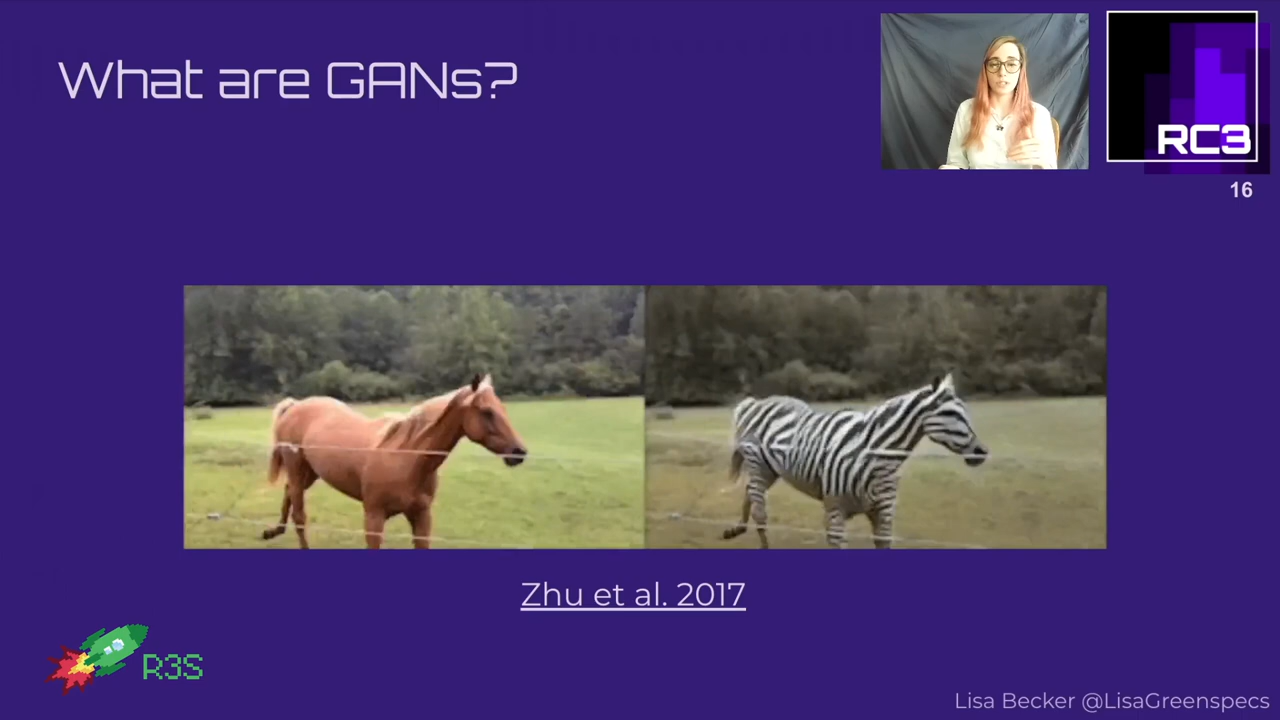 What are GANs?
RC3
16
Zhu et al. 2017
R3S
Lisa Becker @LisaGreenspecs